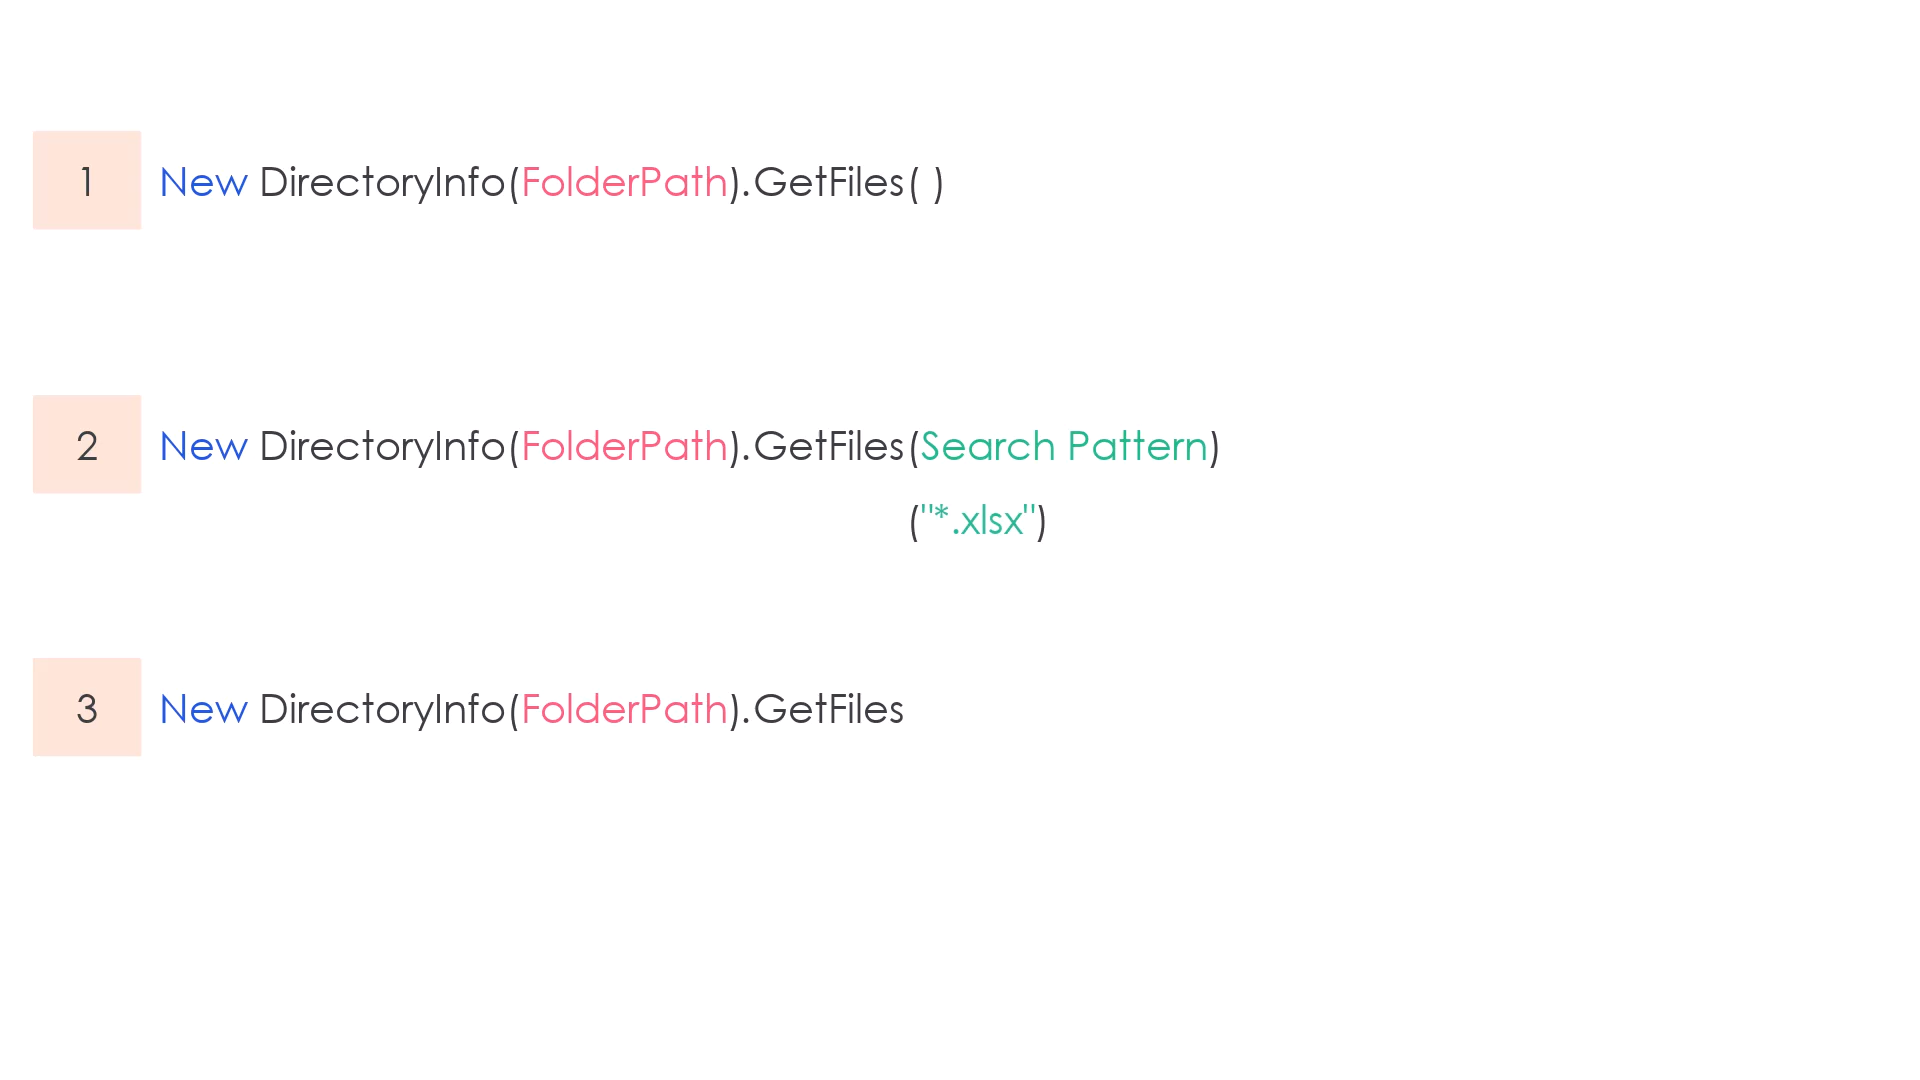 1 New DirectoryInfo(FolderPath).GetFiles( )
2 New DirectoryInfo(FolderPath).GetFiles(Search Pattern)
("*.xlsx")
3 New DirectoryInfo(FolderPath).GetFiles